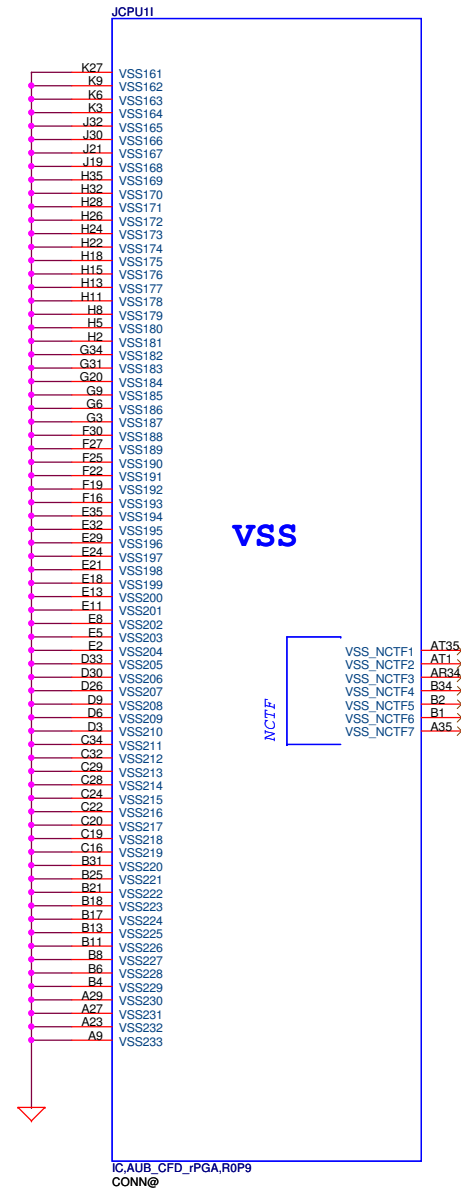 JCPU1I
K27 VSS161
K9 VSS162
K6 VSS163
K3 VSS164
J32 VSS165
J30 VSS166
J21 VSS167
J19 VSS168
H35 VSS169
H32 VSS170
H28 VSS171
H26 VSS172
H24 VSS173
H22 VSS174
H18 VSS175
H15 VSS176
H13 VSS177
H11 VSS178
H8 VSS179
H5 VSS180
H2 VSS181
G34 VSS182
G31 VSS183
G20 VSS184
G9 VSS185
G6 VSS186
G3 VSS187
F30 VSS188
F27 VSS189
F25 VSS190
F22 VSS191
F19 VSS192
F16 VSS193
E35 VSS194
E32 VSS195
E29 VSS196
E24 VSS197
E21 VSS198
E18 VSS199
E13 VSS200
E11 VSS201
E8 VSS202
E5 VSS203
E2 VSS204
D33 VSS205
D30 VSS206
D26 VSS207
D9 VSS208
D6 VSS209
D3 VSS210
C34 VSS211
C32 VSS212
C29 VSS213
C28 VSS214
C24 VSS215
C22 VSS216
C20 VSS217
C19 VSS218
C16 VSS219
B31 VSS220
B25 VSS221
B21 VSS222
B18 VSS223
B17 VSS224
B13 VSS225
B11 VSS226
B8 VSS227
B6 VSS228
B4 VSS229
A29 VSS230
A27 VSS231
A23 VSS232
A9 VSS233
VSS
NCTF
VSS_NCTF1 AT35
VSS_NCTF2 AT1
VSS_NCTF3 AR34
VSS_NCTF4 B34
VSS_NCTF5 B2
VSS_NCTF6 B1
VSS_NCTF7 A35
IC,AUB_CFD_rPGA,R0P9
CONN@